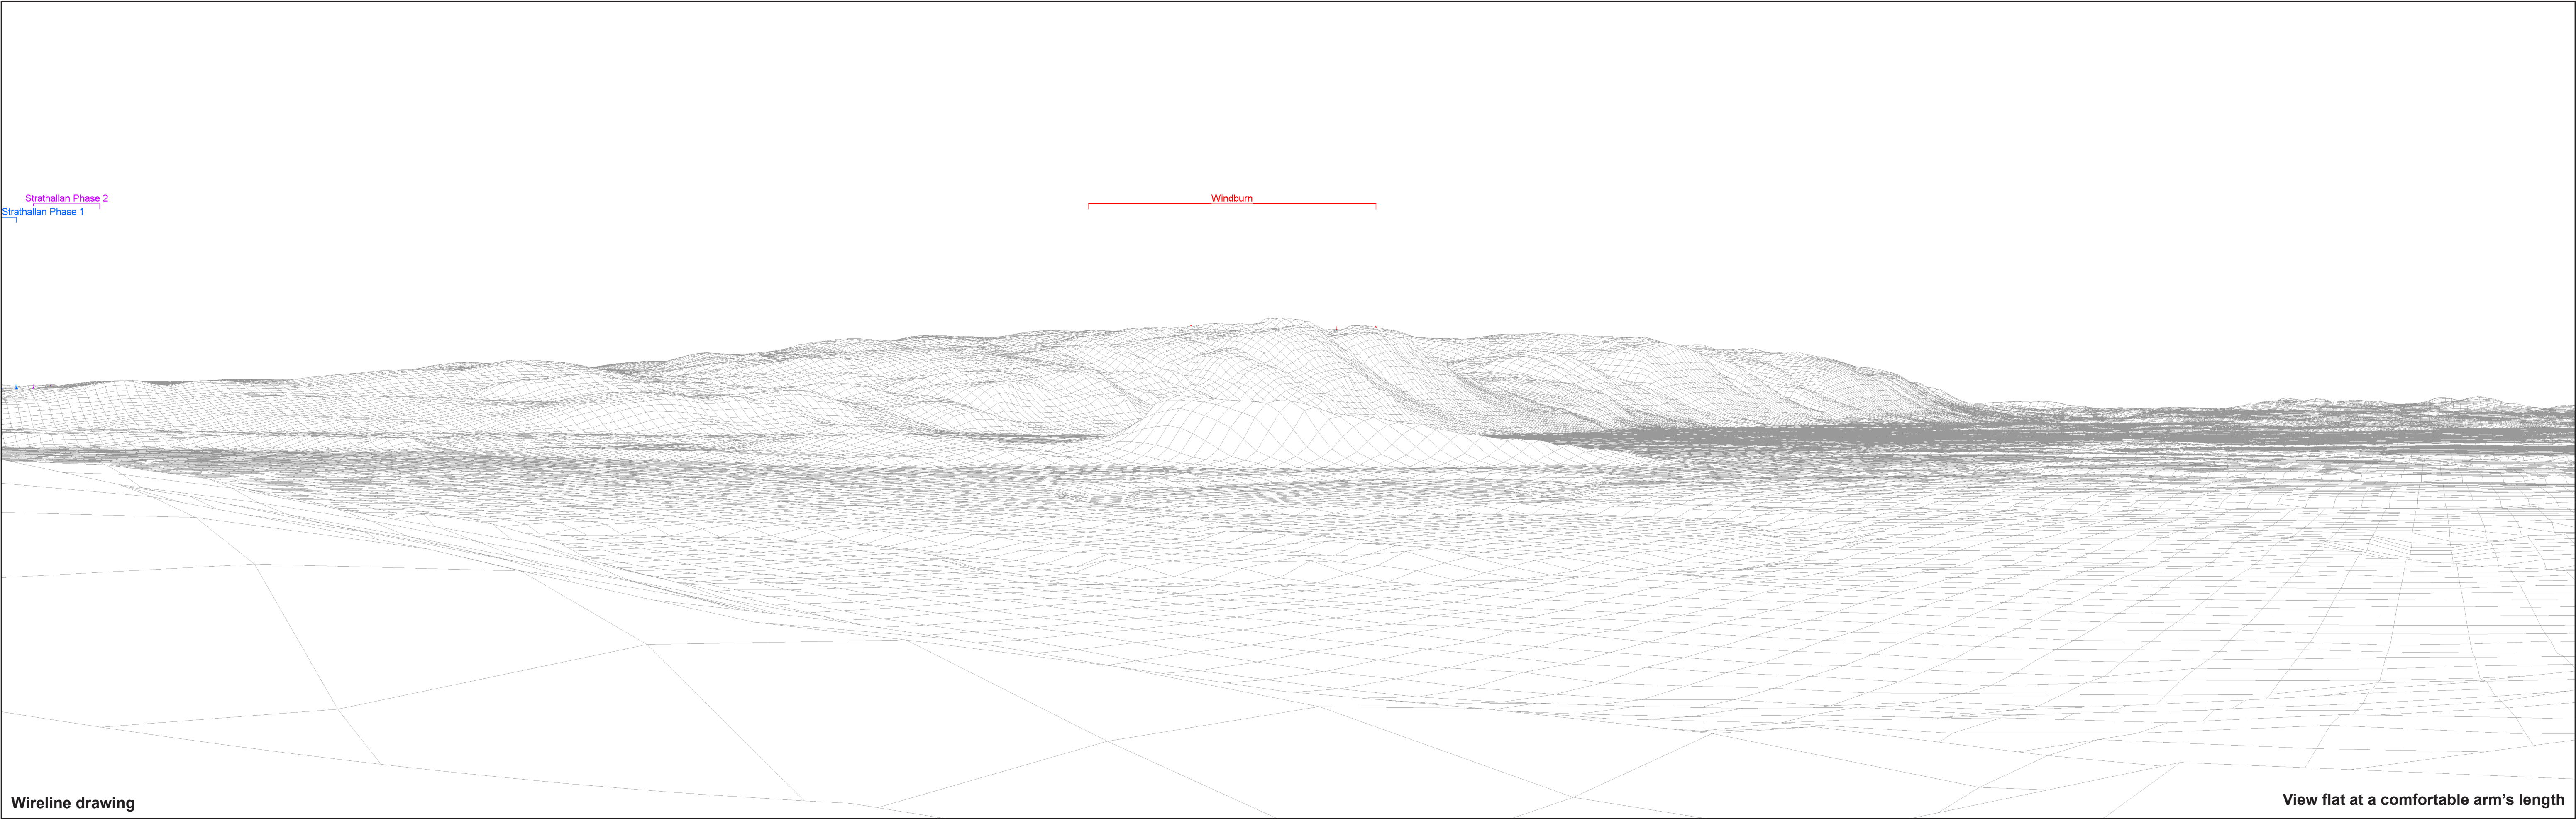 Strathallan Phase 2
Strathallan Phase 1
Windburn
Wireline drawing
View flat at a comfortable arm’s length